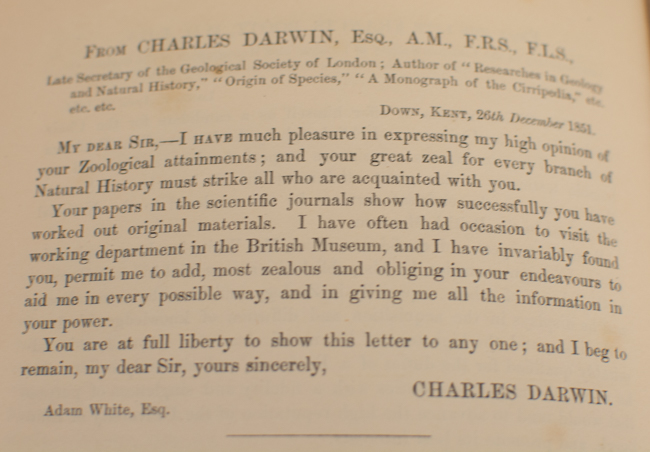 FROM CHARLES DARWIN, ESQ., A.M., F.R.S., F.L.S.,
Late Secretary of the Geological Society of London; Author of "Researches in Geology
and Natural History," "Origin of Species," "A Monograph of the Cirripedia," etc.
etc. etc.
DOWN, KENT, 26th December 1851.
MY DEAR SIR,—I HAVE much pleasure in expressing my high opinion of
your Zoological attainments; and your great zeal for every branch of
Natural History must strike all who are acquainted with you.
Your papers in the scientific journals show how successfully you have
worked out original materials. I have often had occasion to visit the
working department in the British Museum, and I have invariably found
you, permit me to add, most zealous and obliging in your endeavours to
aid me in every possible way, and in giving me all the information in
your power.
You are at full liberty to show this letter to any one; and I beg to
remain, my dear Sir, yours sincerely,
CHARLES DARWIN.
Adam White, Esq.